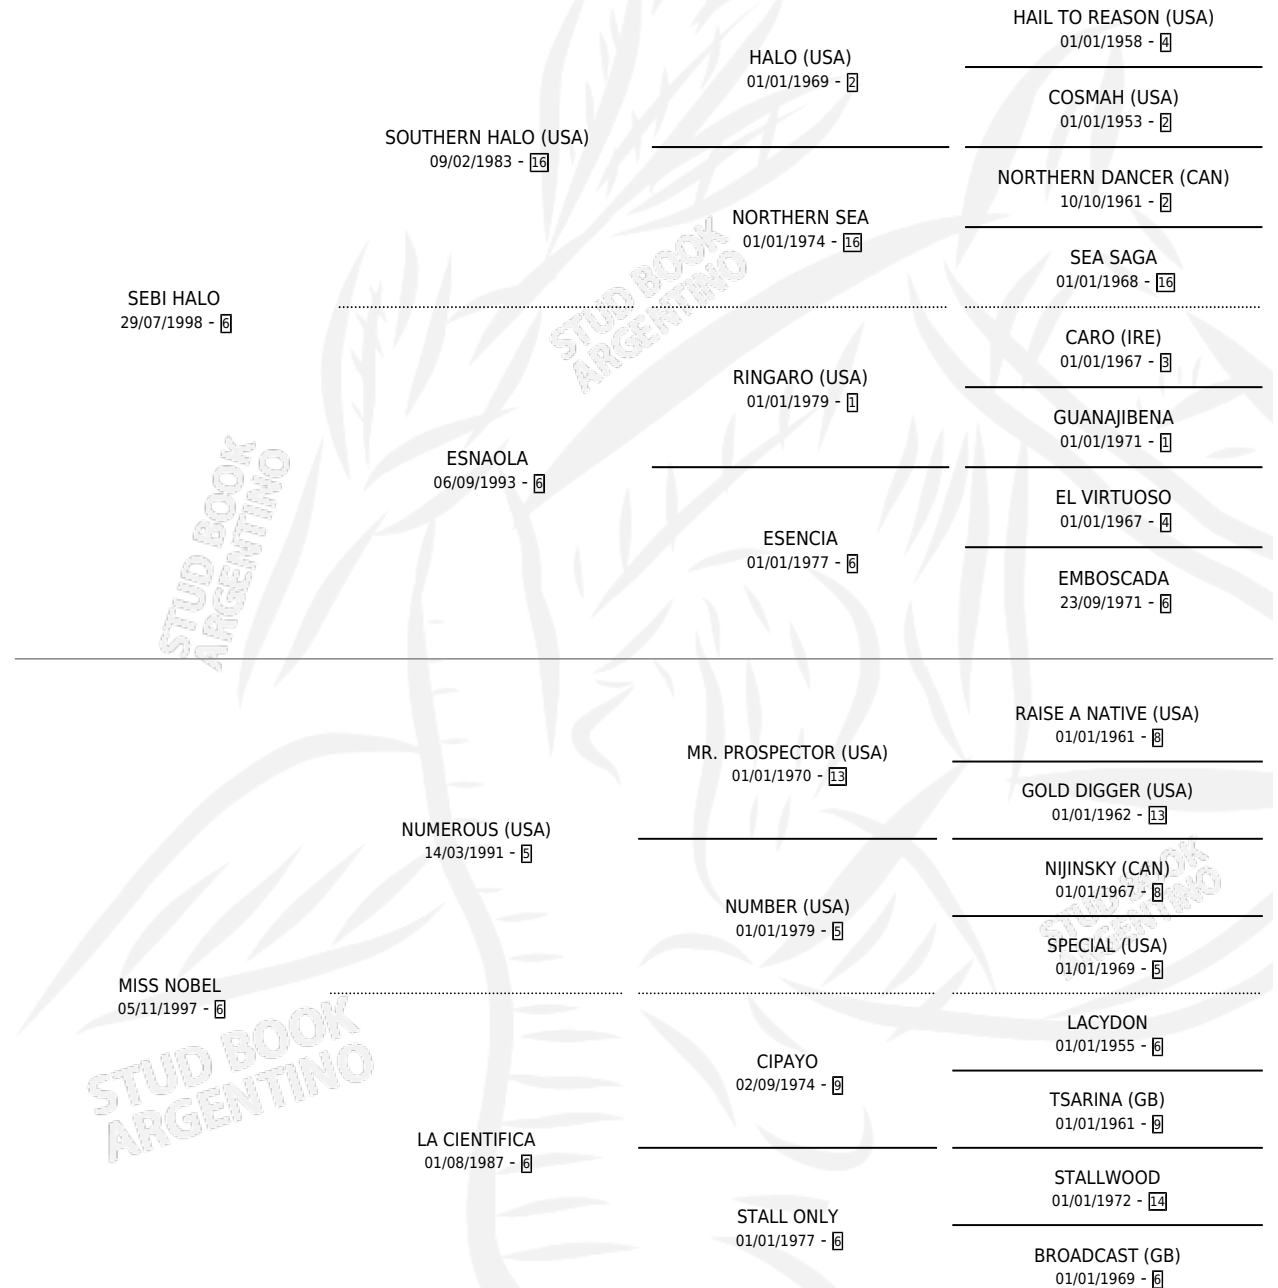 HAIL TO REASON (USA)
01/01/1958 - 4
HALO (USA)
01/01/1969 - 2
COSMAH (USA)
01/01/1953 - 2
SOUTHERN HALO (USA)
09/02/1983 - 16
NORTHERN DANCER (CAN)
10/10/1961 - 2
NORTHERN SEA
01/01/1974 - 16
SEA SAGA
01/01/1968 - 16
SEBI HALO
29/07/1998 - 6
CARO (IRE)
01/01/1967 - 3
RINGARO (USA)
01/01/1979 - 1
GUANAJIBENA
01/01/1971 - 1
ESNAOLA
06/09/1993 - 6
EL VIRTUOSO
01/01/1967 - 4
ESENCIA
01/01/1977 - 6
EMBOSCADA
23/09/1971 - 6
STUD BOOK
ARGENTINO
STUD BOOK
ARGENTINO
RAISE A NATIVE (USA)
01/01/1961 - 8
MR. PROSPECTOR (USA)
01/01/1970 - 13
GOLD DIGGER (USA)
01/01/1962 - 13
NUMEROUS (USA)
14/03/1991 - 5
NIJINSKY (CAN)
01/01/1967 - 8
NUMBER (USA)
01/01/1979 - 5
SPECIAL (USA)
01/01/1969 - 5
STUD BOOK
ARGENTINO
MISS NOBEL
05/11/1997 - 6
LACYDON
01/01/1955 - 6
CIPAYO
02/09/1974 - 9
TSARINA (GB)
01/01/1961 - 9
LA CIENTIFICA
01/08/1987 - 6
STALLWOOD
01/01/1972 - 14
STALL ONLY
01/01/1977 - 6
BROADCAST (GB)
01/01/1969 - 6
STUD BOOK
ARGENTINO